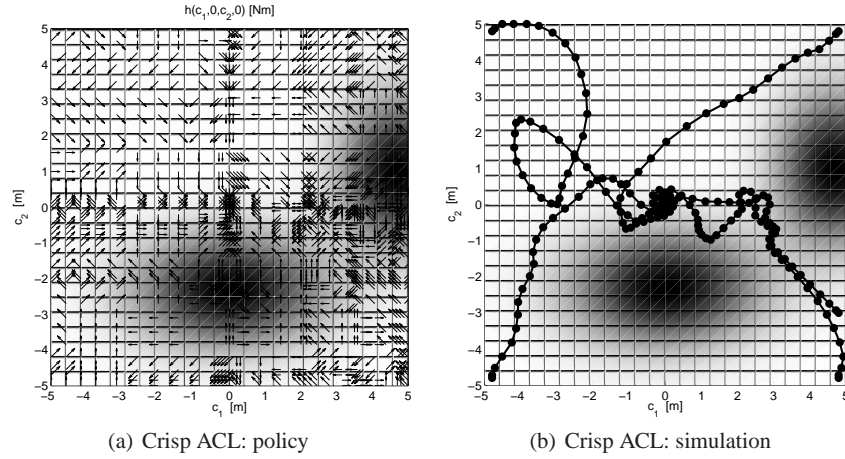 h(c₁,0,c₂,0) [Nm]
5
4
3
2
1
0
−1
−2
−3
−4
−5
c₂ [m]
−5 −4 −3 −2 −1 0 1 2 3 4 5
c₁ [m]
(a) Crisp ACL: policy
5
4
3
2
1
0
−1
−2
−3
−4
−5
c₂ [m]
−5 −4 −3 −2 −1 0 1 2 3 4 5
c₁ [m]
(b) Crisp ACL: simulation